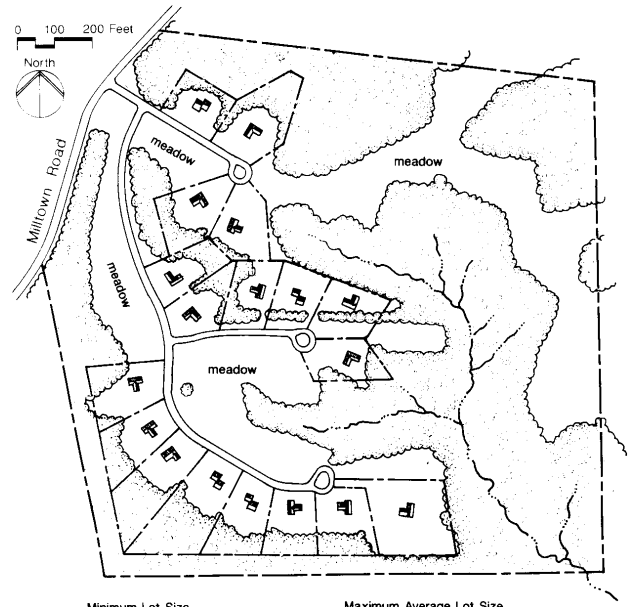 0 100 200 Feet
North
Milltown Road
meadow
meadow
meadow
meadow
Minimum Lot Size
Maximum Average Lot Size